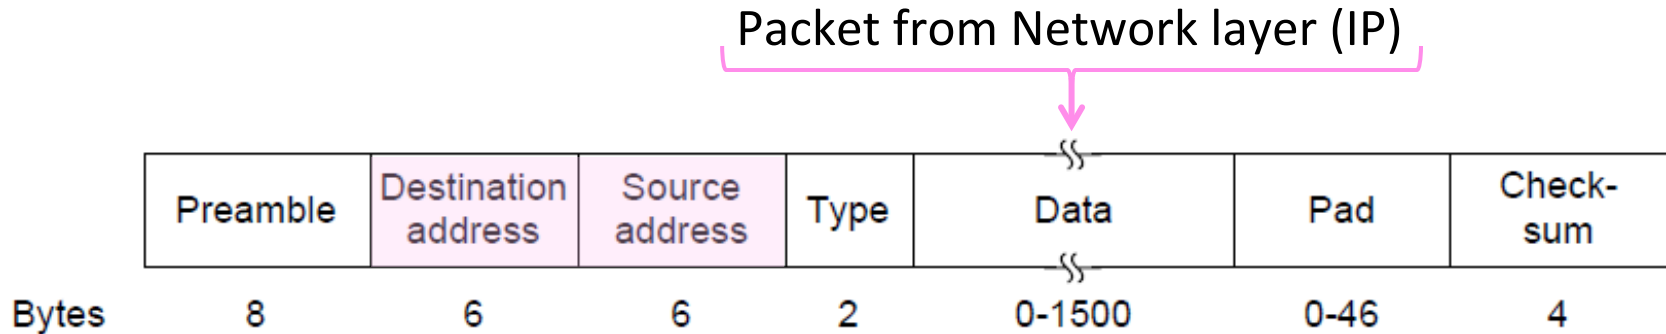 Packet from Network layer (IP)
Preamble
Destination
address
Source
address
Type
Data
Pad
Check-
sum
Bytes 8 6 6 2 0-1500 0-46 4